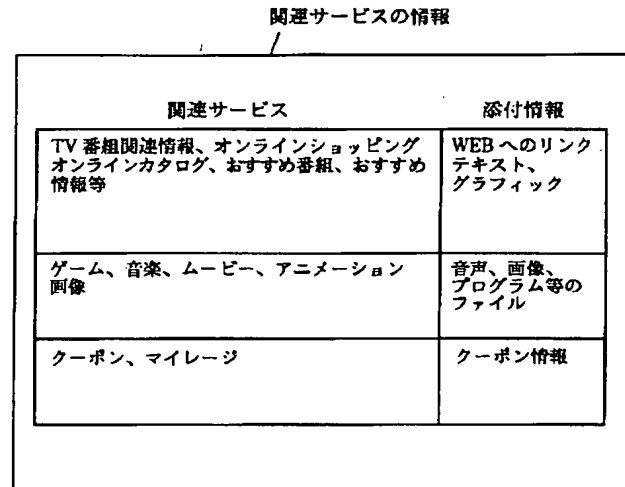 関連サービスの情報
関連サービス
添付情報
TV 番組関連情報、オンラインショッピング
オンラインカタログ、おすすめ番組、おすすめ
情報等
WEB へのリンク
テキスト、
グラフィック
ゲーム、音楽、ムービー、アニメーション
画像
音声、画像、
プログラム等の
ファイル
クーポン、マイレージ
クーポン情報